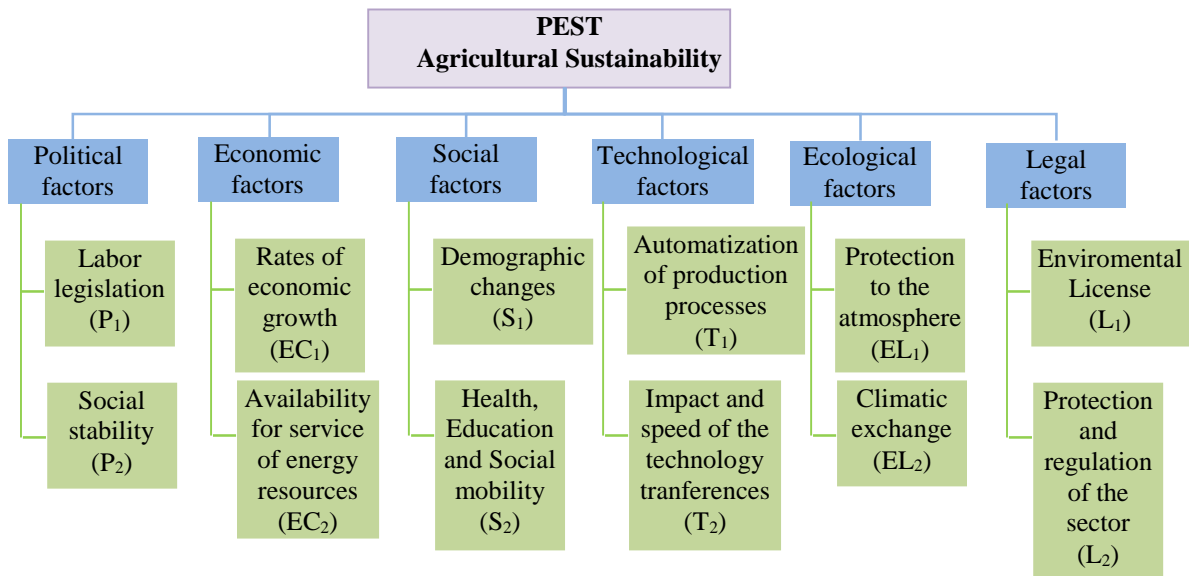 PEST
Agricultural Sustainability
Political
factors
Economic
factors
Social
factors
Technological
factors
Ecological
factors
Legal
factors
Labor
legislation
(P₁)
Rates of
economic
growth
(EC₁)
Demographic
changes
(S₁)
Automatization
of production
processes
(T₁)
Protection
to the
atmosphere
(EL₁)
Enviromental
License
(L₁)
Social
stability
(P₂)
Availability
for service
of energy
resources
(EC₂)
Health,
Education
and Social
mobility
(S₂)
Impact and
speed of the
technology
tranferences
(T₂)
Climatic
exchange
(EL₂)
Protection
and
regulation
of the
sector
(L₂)